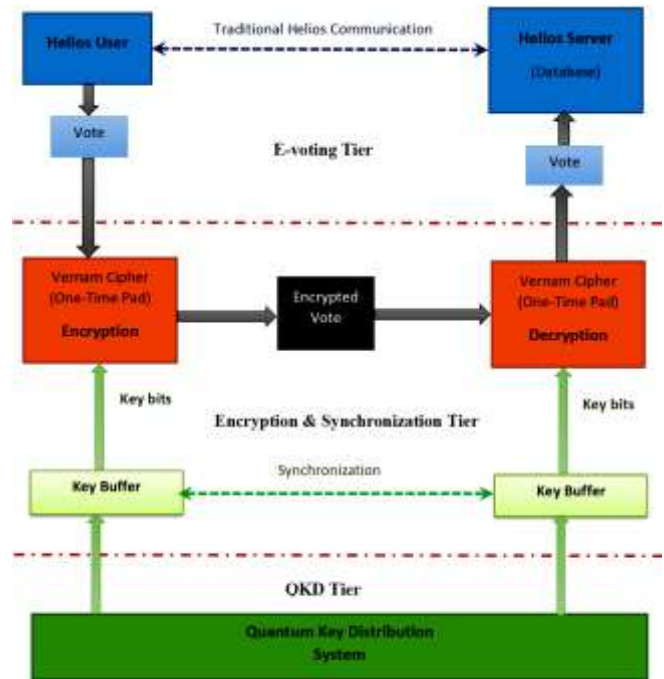 Helios User
Traditional Helios Communication
Helios Server
(Database)
Vote
Vote
E-voting Tier
Vernam Cipher
(One-Time Pad)
Encryption
Encrypted
Vote
Vernam Cipher
(One-Time Pad)
Decryption
Key bits
Key bits
Encryption & Synchronization Tier
Key Buffer
Synchronization
Key Buffer
QKD Tier
Quantum Key Distribution
System